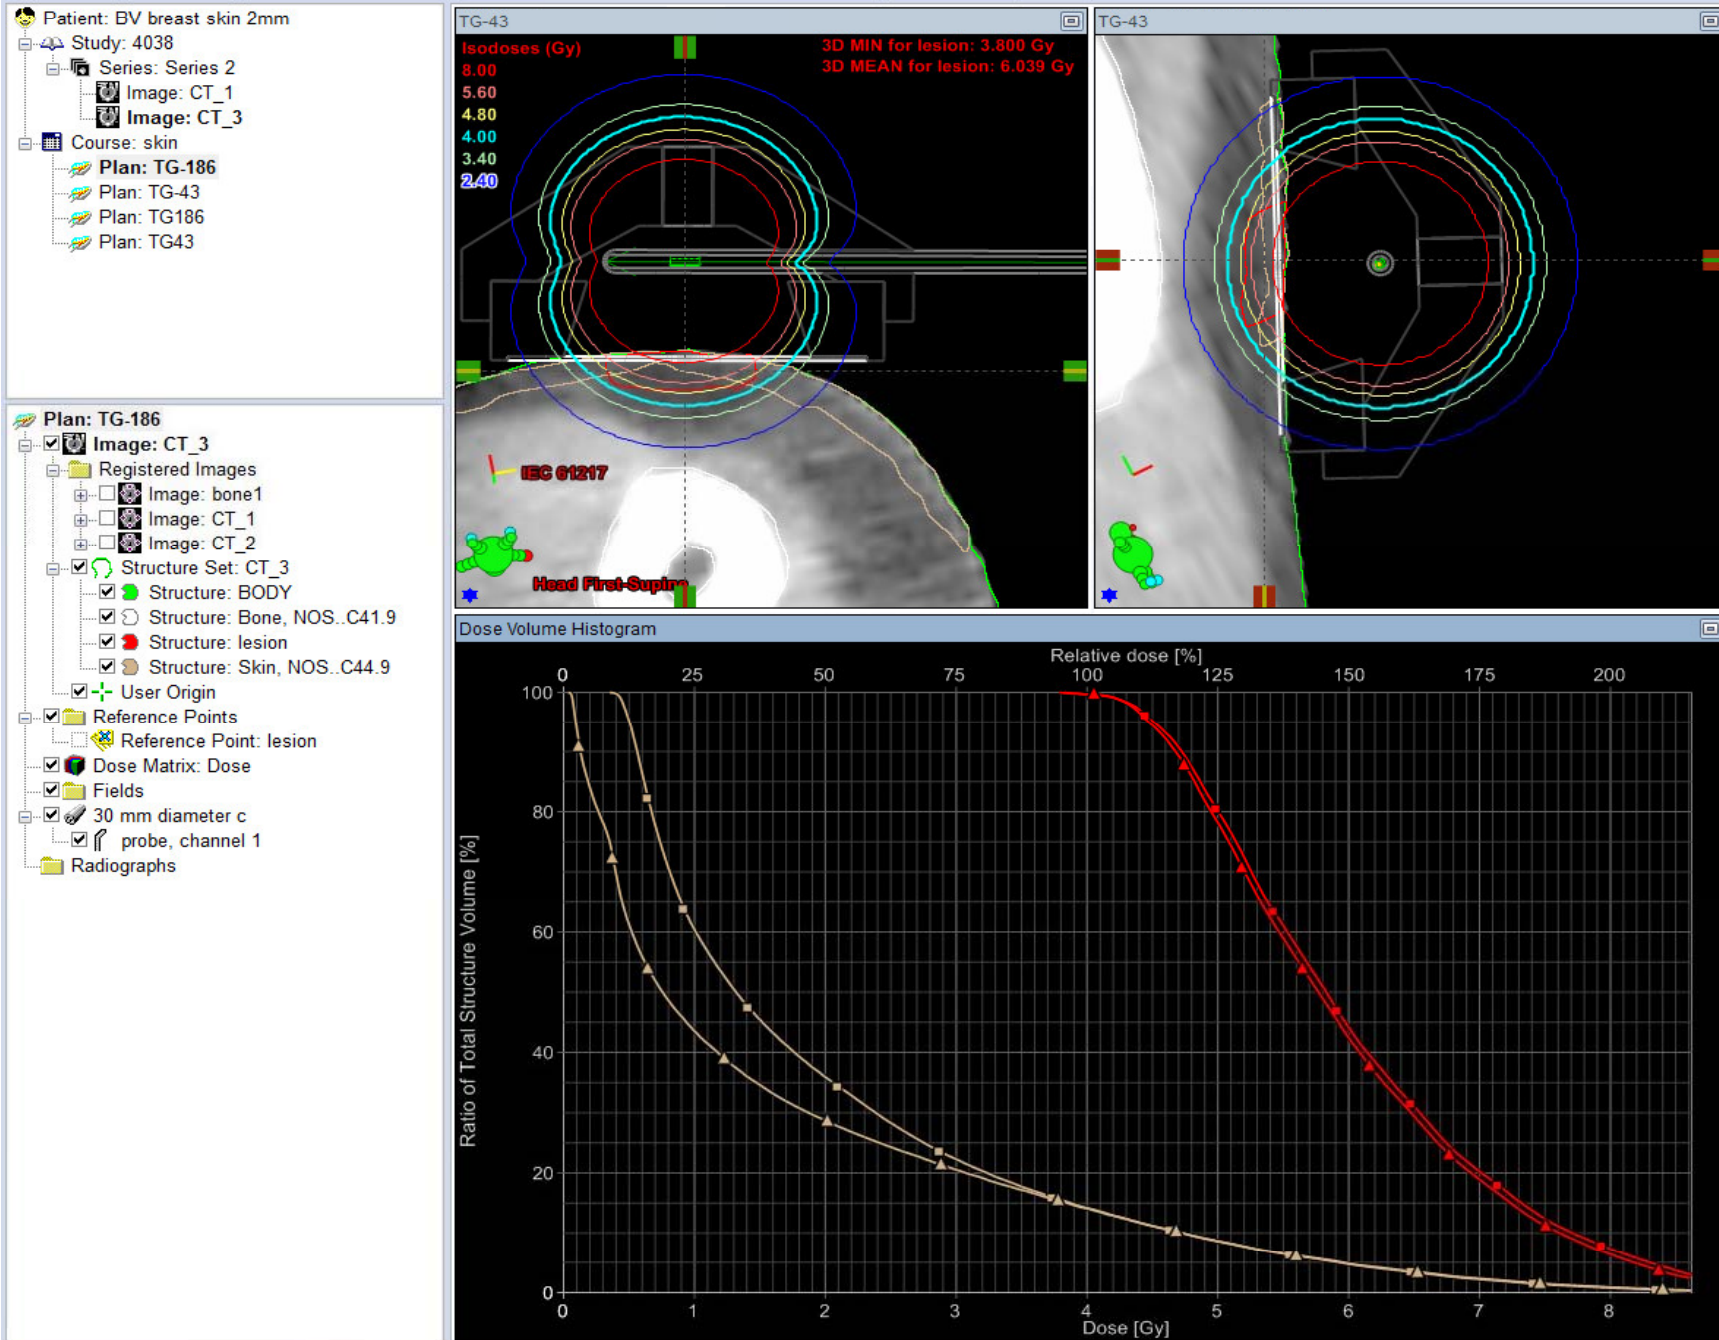 Patient: BV breast skin 2mm
Study: 4038
Series: Series 2
Image: CT_1
Image: CT_3
Course: skin
Plan: TG-186
Plan: TG-43
Plan: TG186
Plan: TG43
Plan: TG-186
Image: CT_3
Registered Images
Image: bone1
Image: CT_1
Image: CT_2
Structure Set: CT_3
Structure: BODY
Structure: Bone, NOS..C41.9
Structure: lesion
Structure: Skin, NOS..C44.9
User Origin
Reference Points
Reference Point: lesion
Dose Matrix: Dose
Fields
30 mm diameter c
probe, channel 1
Radiographs
TG-43
Isodoses (Gy)
8.00
5.60
4.80
4.00
3.40
2.40
3D MIN for lesion: 3.800 Gy
3D MEAN for lesion: 6.039 Gy
IEC 61217
Head First-Supine
TG-43
Dose Volume Histogram
Relative dose [%]
0 25 50 75 100 125 150 175 200
Ratio of Total Structure Volume [%]
100
80
60
40
20
0
0 1 2 3 4 5 6 7 8
Dose [Gy]